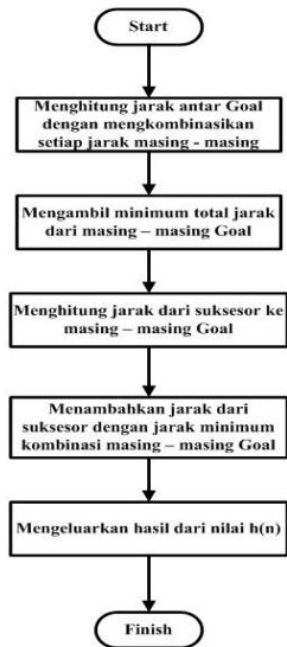 Start
Menghitung jarak antar Goal
dengan mengkombinasikan
setiap jarak masing - masing
Mengambil minimum total jarak
dari masing – masing Goal
Menghitung jarak dari suksesor ke
masing – masing Goal
Menambahkan jarak dari
suksesor dengan jarak minimum
kombinasi masing – masing Goal
Mengeluarkan hasil dari nilai h(n)
Finish